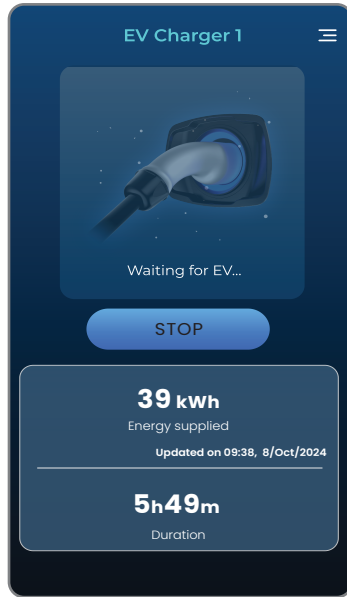 EV Charger 1
Waiting for EV...
STOP
39 kWh
Energy supplied
Updated on 09:38, 8/Oct/2024
5h49m
Duration